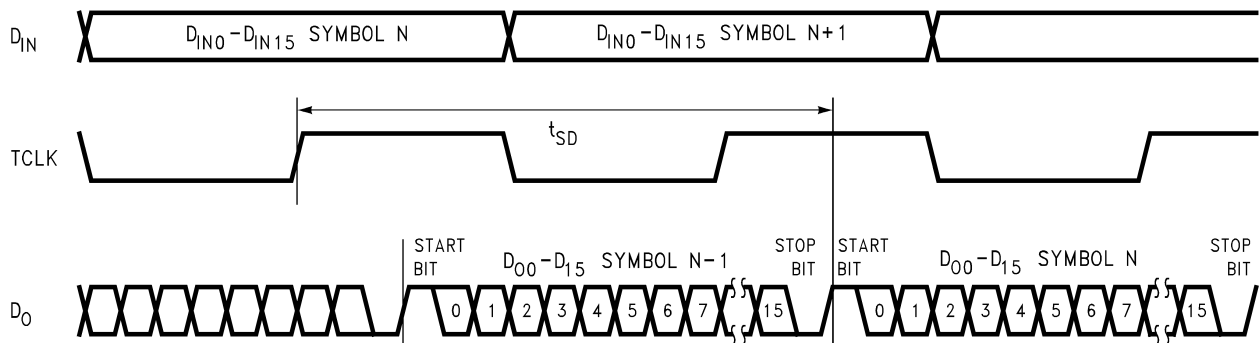 D_IN D_IN0-D_IN15 SYMBOL N D_IN0-D_IN15 SYMBOL N+1
t_SD
TCLK
START BIT D_O0-D_15 SYMBOL N-1 STOP BIT START BIT D_O0-D_15 SYMBOL N STOP BIT
D_O 0 1 2 3 4 5 6 7 15 0 1 2 3 4 5 6 7 15